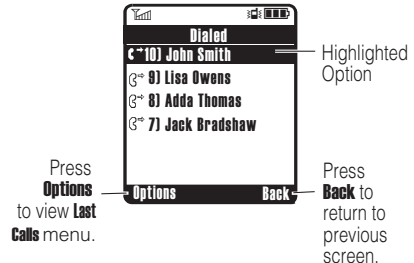 Dialed
10) John Smith
9) Lisa Owens
8) Adda Thomas
7) Jack Bradshaw
Options
Back
Highlighted
Option
Press
Options
to view Last
Calls menu.
Press
Back to
return to
previous
screen.